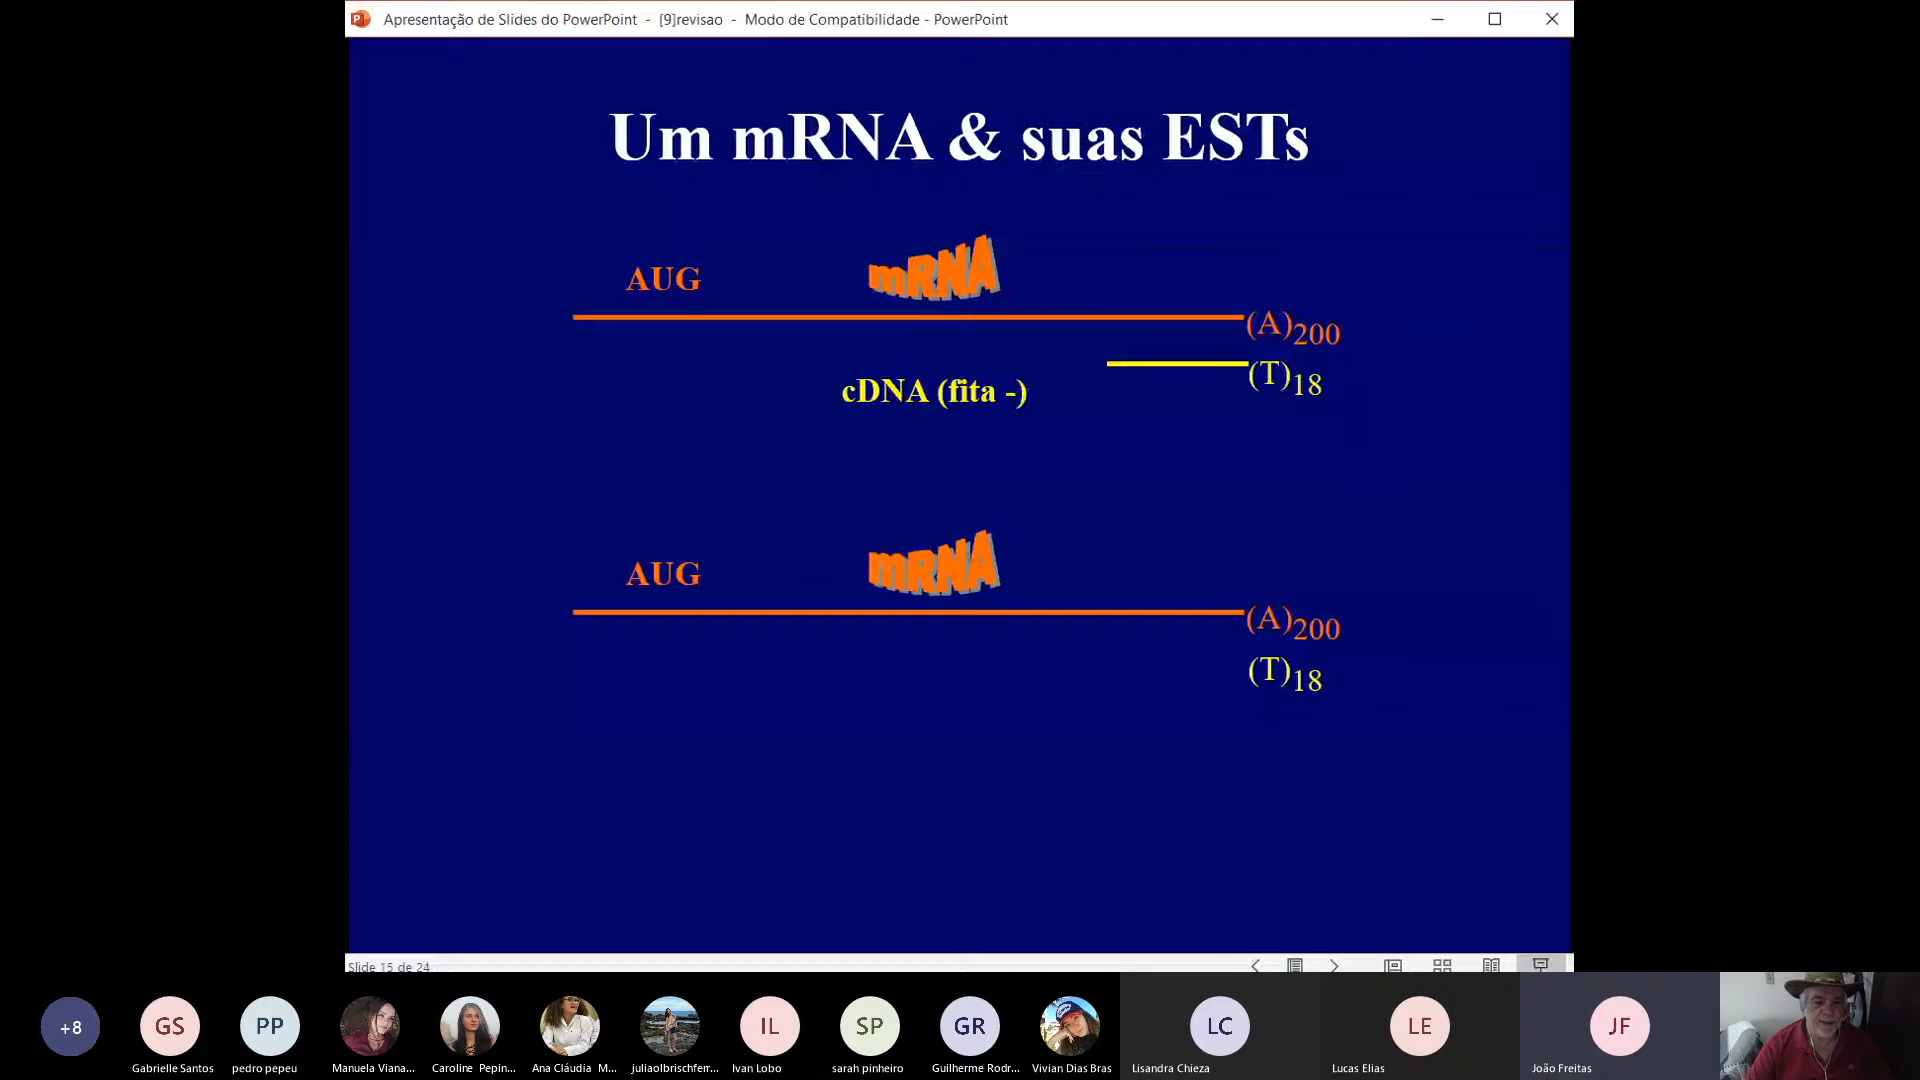 Apresentação de Slides do PowerPoint - [9]revisao - Modo de Compatibilidade - PowerPoint
Um mRNA & suas ESTs
AUG
mRNA
(A)200
(T)18
cDNA (fita -)
AUG
mRNA
(A)200
(T)18
Slide 15 de 24
+8
GS
PP
IL
SP
GR
LC
LE
JF
Gabrielle Santos
pedro pepeu
Manuela Viana...
Caroline Pepin...
Ana Cláudia M...
juliaolbrischferr...
Ivan Lobo
sarah pinheiro
Guilherme Rodr...
Vivian Dias Bras
Lisandra Chieza
Lucas Elias
João Freitas